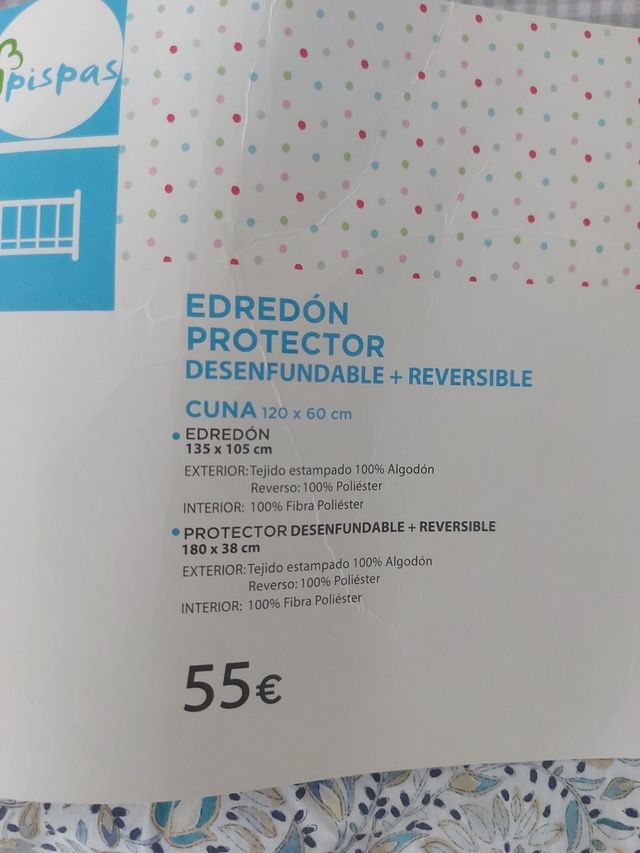 pispas
EDREDÓN
PROTECTOR
DESENFUNDABLE + REVERSIBLE
CUNA 120 x 60 cm
• EDREDÓN
135 x 105 cm
EXTERIOR: Tejido estampado 100% Algodón
Reverso: 100% Poliéster
INTERIOR: 100% Fibra Poliéster
• PROTECTOR DESENFUNDABLE + REVERSIBLE
180 x 38 cm
EXTERIOR: Tejido estampado 100% Algodón
Reverso: 100% Poliéster
INTERIOR: 100% Fibra Poliéster
55€